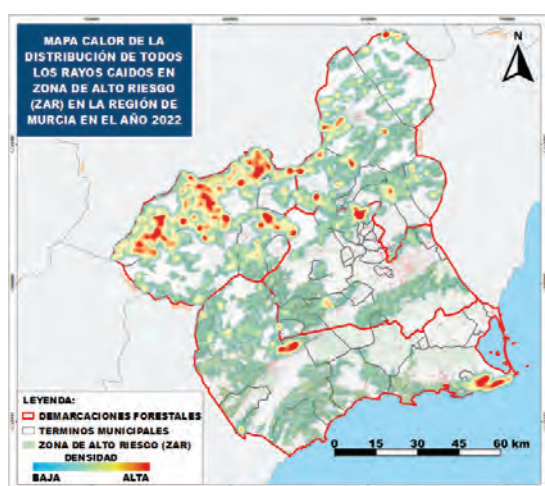 MAPA CALOR DE LA
DISTRIBUCIÓN DE TODOS
LOS RAYOS CAIDOS EN
ZONA DE ALTO RIESGO
(ZAR) EN LA REGIÓN DE
MURCIA EN EL AÑO 2022
N
LEYENDA:
DEMARCACIONES FORESTALES
TERMINOS MUNICIPALES
ZONA DE ALTO RIESGO (ZAR)
DENSIDAD
BAJA ALTA
0 15 30 45 60 km